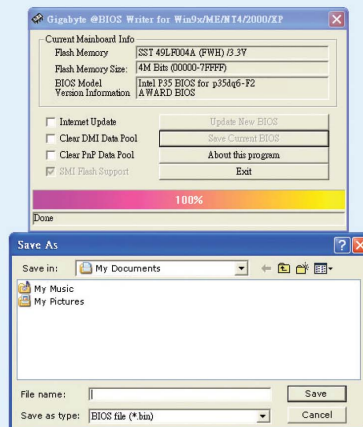 Gigabyte @BIOS Writer for Win9x/ME/NT4/2000/XP
Current Mainboard Info
Flash Memory SST 49LF004A (FWH) /3.3V
Flash Memory Size: 4M Bits (00000-7FFFF)
BIOS Model Intel P35 BIOS for p35dq6-F2
Version Information AWARD BIOS
Internet Update Update New BIOS
Clear DMI Data Pool Save Current BIOS
Clear PnP Data Pool About this program
SMI Flash Support Exit
100%
Done
Save As
Save in: My Documents
My Music
My Pictures
File name: Save
Save as type: BIOS file (*.bin) Cancel